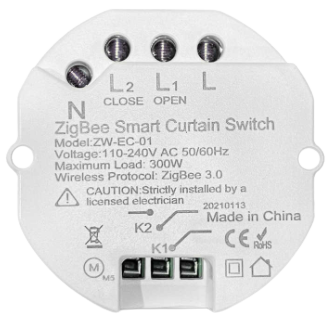 L2 L1 L
CLOSE OPEN
N
ZigBee Smart Curtain Switch
Model:ZW-EC-01
Voltage:110-240V AC 50/60Hz
Maximum Load: 300W
Wireless Protocol: ZigBee 3.0
CAUTION:Strictly installed by a
licensed electrician
20210113
Made in China
K2
K1
CE RoHS
M M5